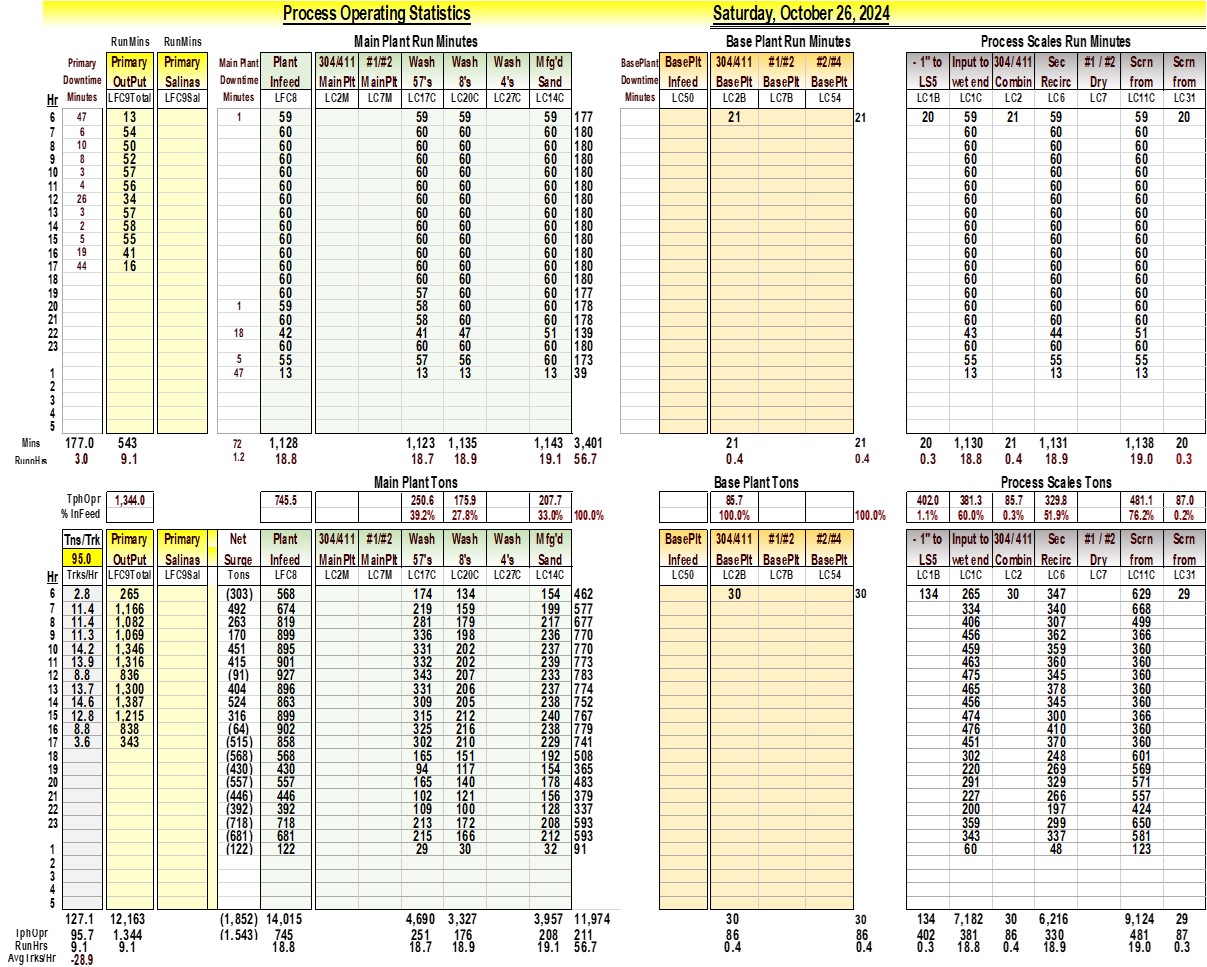 Process Operating Statistics Saturday, October 26, 2024
RunMins RunMins Main Plant Run Minutes Base Plant Run Minutes Process Scales Run Minutes
Primary Primary Primary Main Plant Plant 304/411 #1/#2 Wash Wash Wash Mfg'd BasePlant BasePlt 304/411 #1/#2 #2/#4 - 1" to Input to 304/411 Sec #1 / #2 Scrn Scrn
Downtime OutPut Salinas Downtime Infeed MainPlt MainPlt 57's 8's 4's Sand Downtime Infeed BasePlt BasePlt BasePlt LS5 wet end Combin Recirc Dry from from
Hr Minutes LFC9Total LFC9Sal Minutes LFC8 LC2M LC7M LC17C LC20C LC27C LC14C Minutes LC50 LC2B LC7B LC54 LC1B LC1C LC2 LC6 LC7 LC11C LC31
6 47 13 1 59 59 59 59 177 21 21 20 59 21 59 59 20
7 6 54 60 60 60 60 180 60 60 60
8 10 50 60 60 60 60 180 60 60 60
9 8 52 60 60 60 60 180 60 60 60
10 3 57 60 60 60 60 180 60 60 60
11 4 56 60 60 60 60 180 60 60 60
12 26 34 60 60 60 60 180 60 60 60
13 3 57 60 60 60 60 180 60 60 60
14 2 58 60 60 60 60 180 60 60 60
15 5 55 60 60 60 60 180 60 60 60
16 19 41 60 60 60 60 180 60 60 60
17 44 16 60 60 60 60 180 60 60 60
18 60 60 60 60 180 60 60 60
19 60 57 60 60 177 60 60 60
20 1 59 58 60 60 178 60 60 60
21 60 58 60 60 180 60 60 60
22 18 42 41 47 51 139 43 44 51
23 60 60 60 60 180 60 60 60
5 55 57 56 60 173 55 55 55
1 47 13 13 13 13 39 13 13 13
2
3
4
5
Mins 177.0 543 72 1,128 1,123 1,135 1,143 3,401 21 21 20 1,130 21 1,131 1,138 20
RunnHrs 3.0 9.1 1.2 18.8 18.7 18.9 19.1 56.7 0.4 0.4 0.3 18.8 0.4 18.9 19.0 0.3
Main Plant Tons Base Plant Tons Process Scales Tons
TphOpr 1,344.0 745.5 250.6 175.9 207.7 85.7 402.0 381.3 85.7 329.8 481.1 87.0
% InFeed 39.2% 27.8% 33.0% 100.0% 100.0% 100.0% 1.1% 60.0% 0.3% 51.9% 76.2% 0.2%
Tns/Trk Primary Primary Net Plant 304/411 #1/#2 Wash Wash Wash Mfg'd BasePlt 304/411 #1/#2 #2/#4 - 1" to Input to 304/411 Sec #1 / #2 Scrn Scrn
95.0 OutPut Salinas Surge Infeed MainPlt MainPlt 57's 8's 4's Sand Infeed BasePlt BasePlt BasePlt LS5 wet end Combin Recirc Dry from from
Hr Trks/Hr LFC9Total LFC9Sal Tons LFC8 LC2M LC7M LC17C LC20C LC27C LC14C LC50 LC2B LC7B LC54 LC1B LC1C LC2 LC6 LC7 LC11C LC31
6 2.8 265 (303) 568 174 134 154 462 30 30 134 265 30 347 629 29
7 11.4 1,166 492 674 219 159 199 577 334 340 668
8 11.4 1,082 263 819 281 179 217 677 406 307 499
9 11.3 1,069 170 899 336 198 236 770 456 362 366
10 14.2 1,346 451 895 331 202 237 770 459 359 360
11 13.9 1,316 415 901 332 202 239 773 463 360 360
12 8.8 836 (91) 927 343 207 233 783 475 345 360
13 13.7 1,300 404 896 331 206 237 774 465 378 360
14 14.6 1,387 524 863 309 205 238 752 456 345 360
15 12.8 1,215 316 899 315 212 240 767 474 300 366
16 8.8 838 (64) 902 325 216 238 779 476 410 360
17 3.6 343 (515) 858 302 210 229 741 451 370 360
18 (568) 568 165 151 192 508 302 248 601
19 (430) 430 94 117 154 365 220 269 569
20 (557) 557 165 140 178 483 291 329 571
21 (446) 446 102 121 156 379 227 266 557
22 (392) 392 109 100 128 337 200 197 424
23 (718) 718 213 172 208 593 359 299 650
(681) 681 215 166 212 593 343 337 581
1 (122) 122 29 30 32 91 60 48 123
2
3
4
5
127.1 12,163 (1,852) 14,015 4,690 3,327 3,957 11,974 30 30 134 7,182 30 6,216 9,124 29
TphOpr 95.7 1,344 (1,543) 745 251 176 208 211 86 86 402 381 86 330 481 87
RunHrs 9.1 9.1 18.8 18.7 18.9 19.1 56.7 0.4 0.4 0.3 18.8 0.4 18.9 19.0 0.3
AvgTrks/Hr -28.9